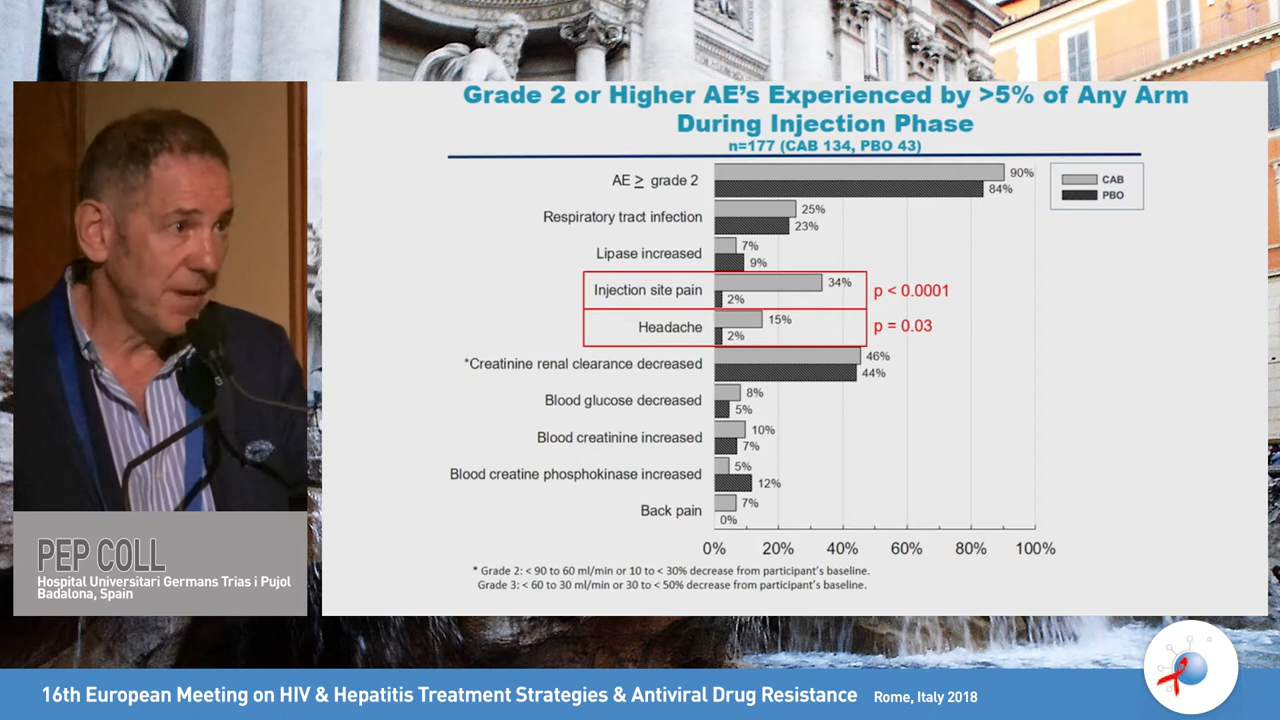 Grade 2 or Higher AE's Experienced by >5% of Any Arm
During Injection Phase
n=177 (CAB 134, PBO 43)
CAB
PBO
AE ≥ grade 2
90%
84%
Respiratory tract infection
25%
23%
Lipase increased
7%
9%
Injection site pain
34%
2%
p < 0.0001
Headache
15%
2%
p = 0.03
*Creatinine renal clearance decreased
46%
44%
Blood glucose decreased
8%
5%
Blood creatinine increased
10%
7%
Blood creatine phosphokinase increased
5%
12%
Back pain
7%
0%
0% 20% 40% 60% 80% 100%
* Grade 2: < 90 to 60 ml/min or 10 to < 30% decrease from participant's baseline.
Grade 3: < 60 to 30 ml/min or 30 to < 50% decrease from participant's baseline.
PEP COLL
Hospital Universitari Germans Trias i Pujol
Badalona, Spain
16th European Meeting on HIV & Hepatitis Treatment Strategies & Antiviral Drug Resistance Rome, Italy 2018